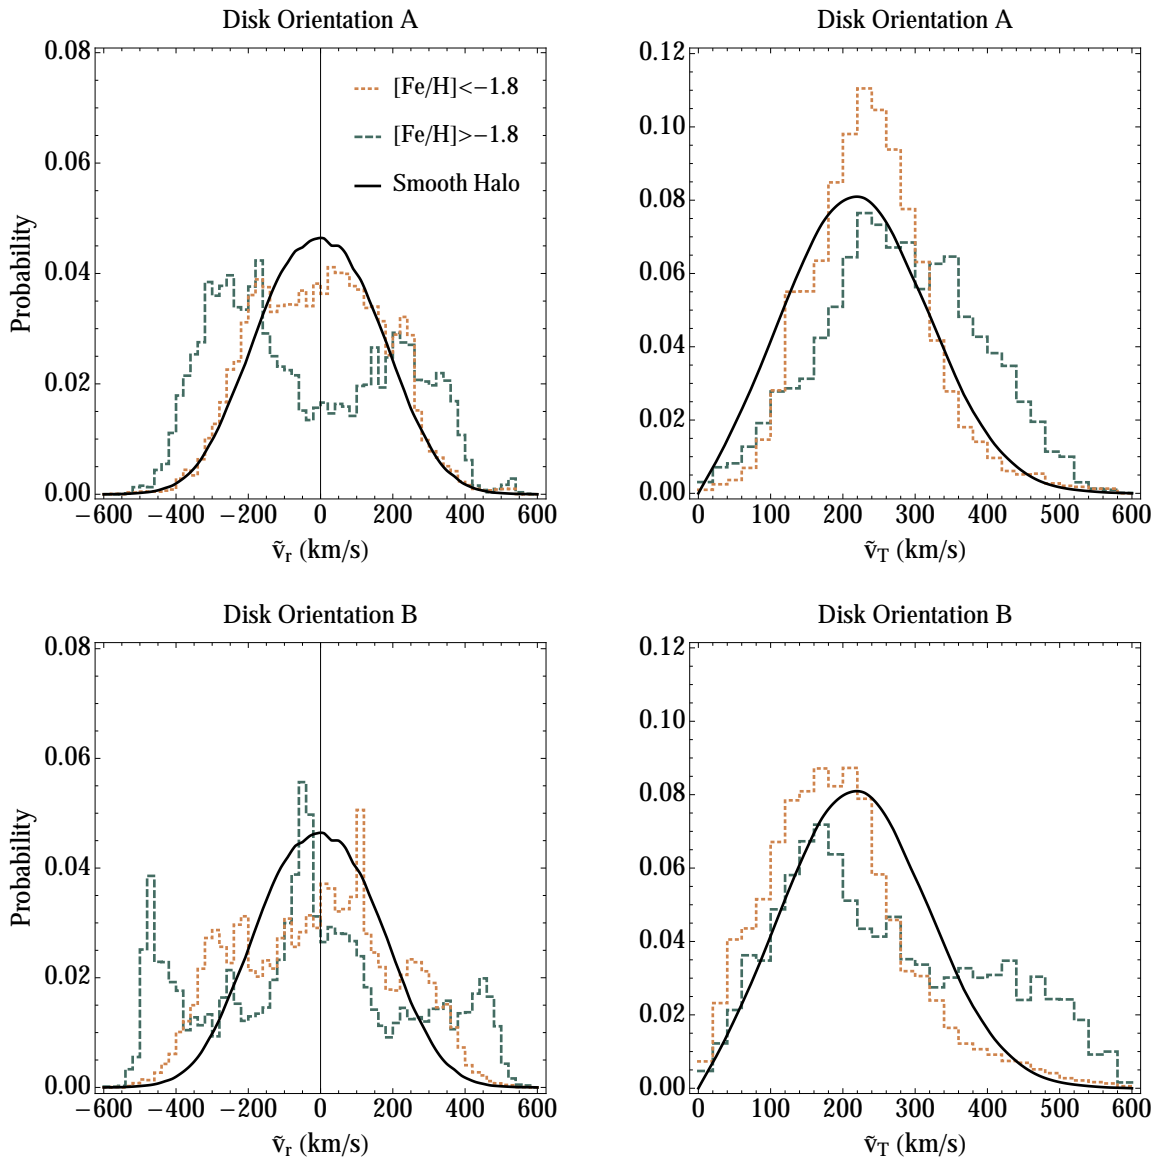 Disk Orientation A
0.08
0.06
0.04
0.02
0.00
Probability
[Fe/H]<−1.8
[Fe/H]>−1.8
Smooth Halo
−600 −400 −200 0 200 400 600
ṽr (km/s)
Disk Orientation A
0.12
0.10
0.08
0.06
0.04
0.02
0.00
0 100 200 300 400 500 600
ṽT (km/s)
Disk Orientation B
0.08
0.06
0.04
0.02
0.00
Probability
−600 −400 −200 0 200 400 600
ṽr (km/s)
Disk Orientation B
0.12
0.10
0.08
0.06
0.04
0.02
0.00
0 100 200 300 400 500 600
ṽT (km/s)